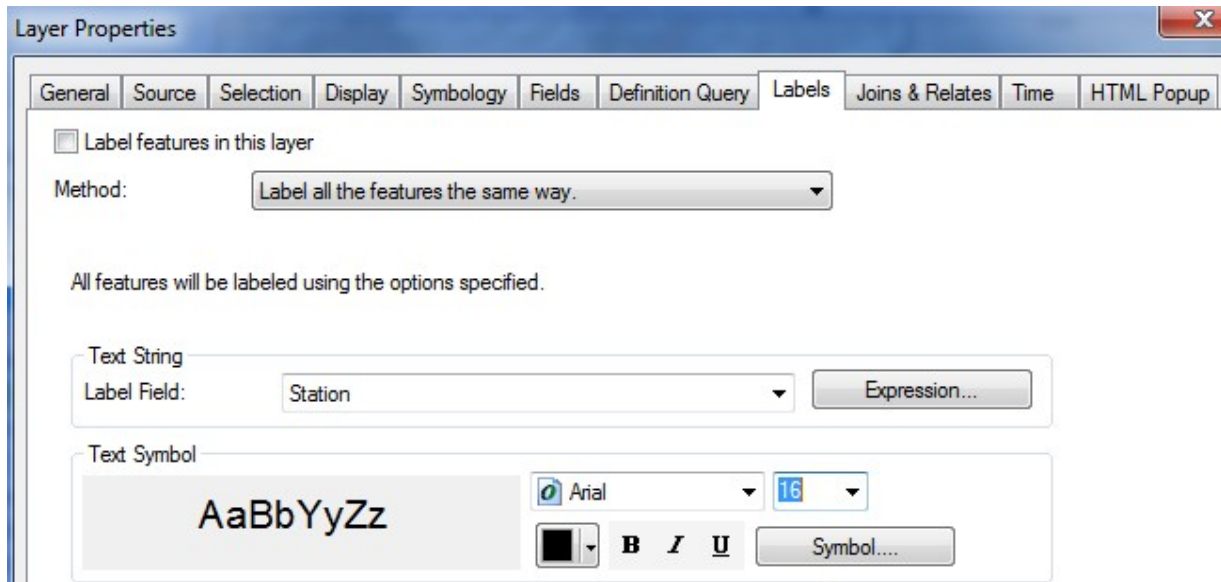 Layer Properties
General Source Selection Display Symbology Fields Definition Query Labels Joins & Relates Time HTML Popup
Label features in this layer
Method: Label all the features the same way.
All features will be labeled using the options specified.
Text String
Label Field: Station Expression...
Text Symbol
AaBbYyZz Arial 16
B I U Symbol....